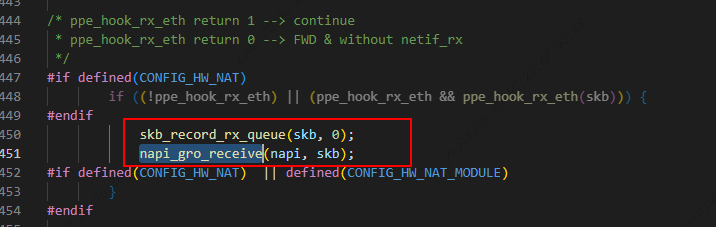 443
444 /* ppe_hook_rx_eth return 1 --> continue
445 * ppe_hook_rx_eth return 0 --> FWD & without netif_rx
446 */
447 #if defined(CONFIG_HW_NAT)
448 if ((!ppe_hook_rx_eth) || (ppe_hook_rx_eth && ppe_hook_rx_eth(skb))) {
449 #endif
450 skb_record_rx_queue(skb, 0);
451 napi_gro_receive(napi, skb);
452 #if defined(CONFIG_HW_NAT) || defined(CONFIG_HW_NAT_MODULE)
453 }
454 #endif